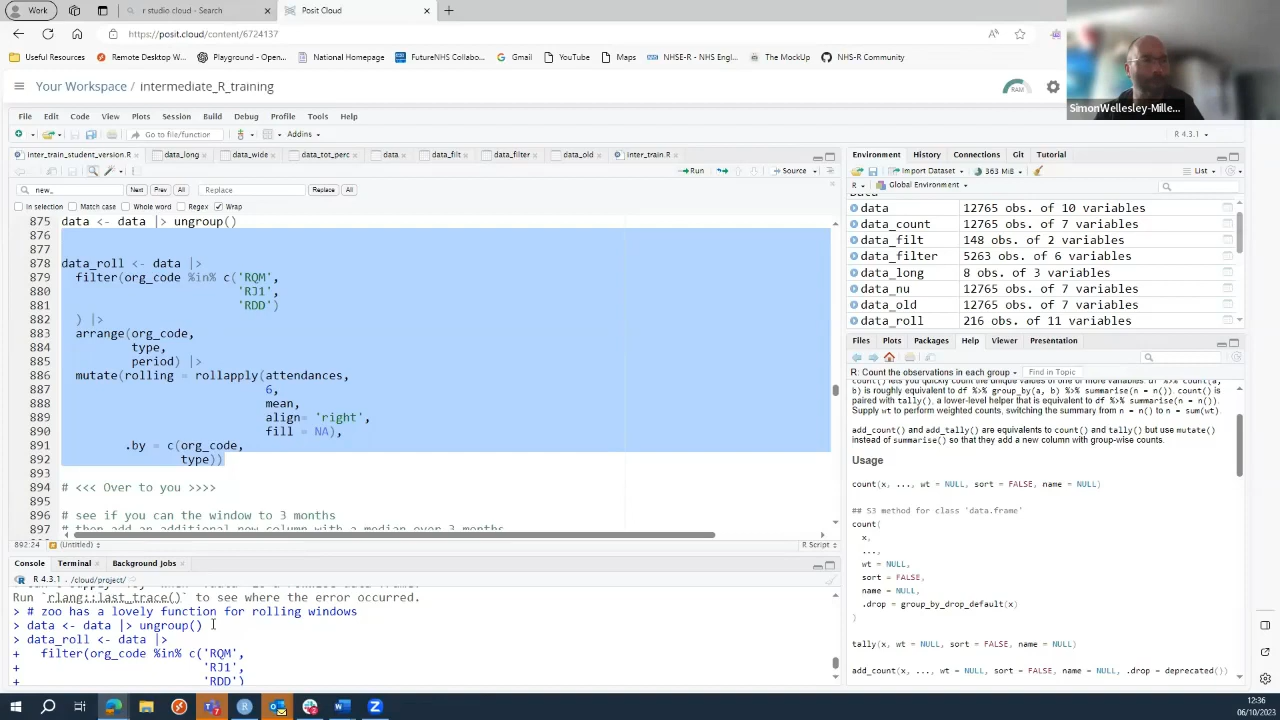 Work
r studio cloud - Search
Posit Cloud
https://posit.cloud/content/6724137
Useful Resources
Remote Desktop W...
Playground - Open...
National Homepage
FutureNHS Collabo...
Gmail
YouTube
Maps
NHSE-R - NHS Engl...
The MockUp
NHS-R Community
Your Workspace / intermediate_R_training
RAM
SimonWellesley-Mille...
File Edit Code View Plots Session Build Debug Profile Tools Help
Go to file/function
Addins
R 4.3.1
inter_train_student_version.R
data_long
data_wide
data_tot_perc
data
data_filt
data_filter
data_old
inter_train.R
Run
Source
new_
Next Prev All
Replace
Replace All
In selection Match case Whole word Regex Wrap
875 data <- data |> ungroup()
876
877
878 data_roll <- data |>
879 filter(org_code %in% c('RQM',
880 'RJ1',
881 'RDD')
882 ) |>
883 arrange(org_code,
884 type,
885 period) |>
886 mutate(rolling = rollapply(attendances,
887 6,
888 mean,
889 align= 'right',
890 fill = NA),
891 .by = c(org_code,
892 type))
893
894 # <<< Over to you >>>>
895
896 # see if you can the window to 3 months
897 # then add an additional new column with a median over 3 months
892:24 (Untitled) R Script
Console Terminal Background Jobs
R 4.3.1 · /cloud/project/
Run `rlang::last_trace()` to see where the error occurred.
> # zoo has a lovely function for rolling windows
> data <- data |> ungroup()
> data_roll <- data |>
+ filter(org_code %in% c('RQM',
+ 'RJ1',
+ 'RDD')
Environment History Connections Git Tutorial
Import Dataset 363 MiB List
R Global Environment
Data
data 12765 obs. of 10 variables
data_count 12765 obs. of 7 variables
data_filt 148 obs. of 2 variables
data_filter 5263 obs. of 6 variables
data_long 8 obs. of 3 variables
data_nu 12765 obs. of 7 variables
data_old 12765 obs. of 7 variables
data_roll 216 obs. of 11 variables
Files Plots Packages Help Viewer Presentation
R: Count the observations in each group Find in Topic
count() lets you quickly count the unique values of one or more variables: df %>% count(a,
b) is roughly equivalent to df %>% group_by(a, b) %>% summarise(n = n()). count() is
paired with tally(), a lower-level helper that is equivalent to df %>% summarise(n = n()).
Supply wt to perform weighted counts, switching the summary from n = n() to n = sum(wt).
add_count() and add_tally() are equivalents to count() and tally() but use mutate()
instead of summarise() so that they add a new column with group-wise counts.
Usage
count(x, ..., wt = NULL, sort = FALSE, name = NULL)
## S3 method for class 'data.frame'
count(
x,
...,
wt = NULL,
sort = FALSE,
name = NULL,
.drop = group_by_drop_default(x)
)
tally(x, wt = NULL, sort = FALSE, name = NULL)
add_count(x, ..., wt = NULL, sort = FALSE, name = NULL, .drop = deprecated())
12:36
06/10/2023